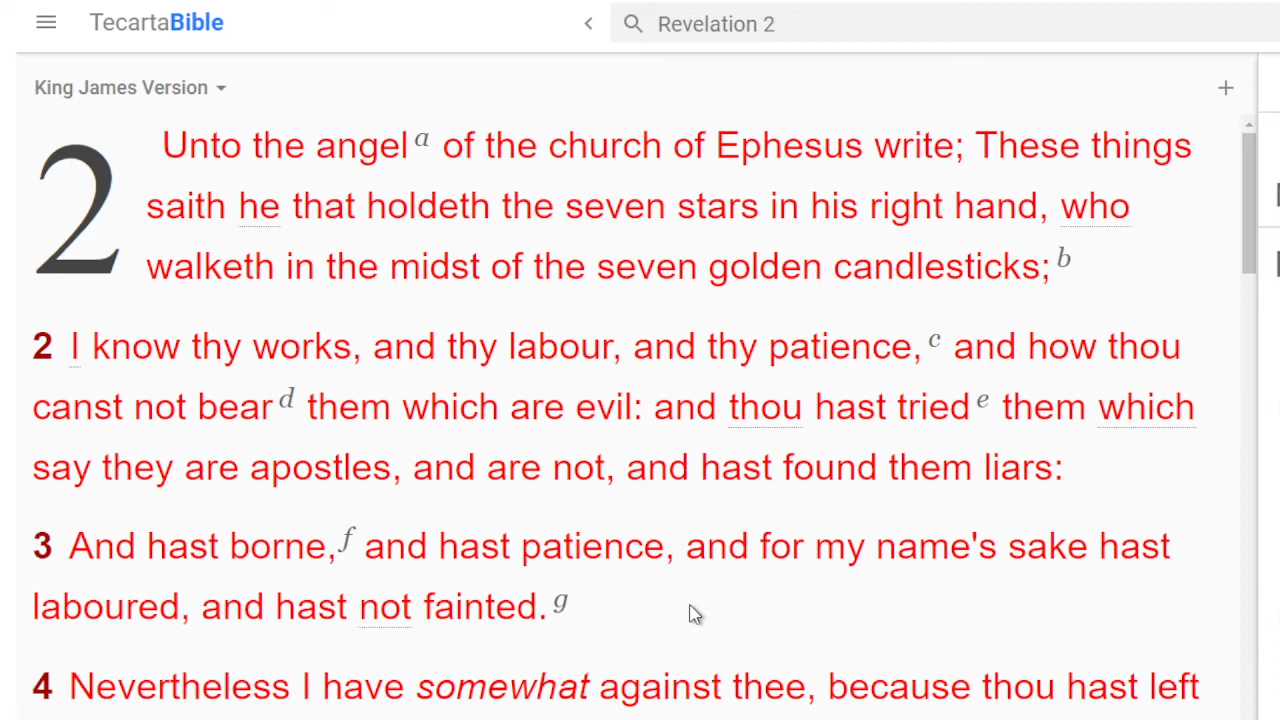 TecartaBible
Revelation 2
King James Version
2 Unto the angel a of the church of Ephesus write; These things
saith he that holdeth the seven stars in his right hand, who
walketh in the midst of the seven golden candlesticks; b
2 I know thy works, and thy labour, and thy patience, c and how thou
canst not bear d them which are evil: and thou hast tried e them which
say they are apostles, and are not, and hast found them liars:
3 And hast borne, f and hast patience, and for my name's sake hast
laboured, and hast not fainted. g
4 Nevertheless I have somewhat against thee, because thou hast left